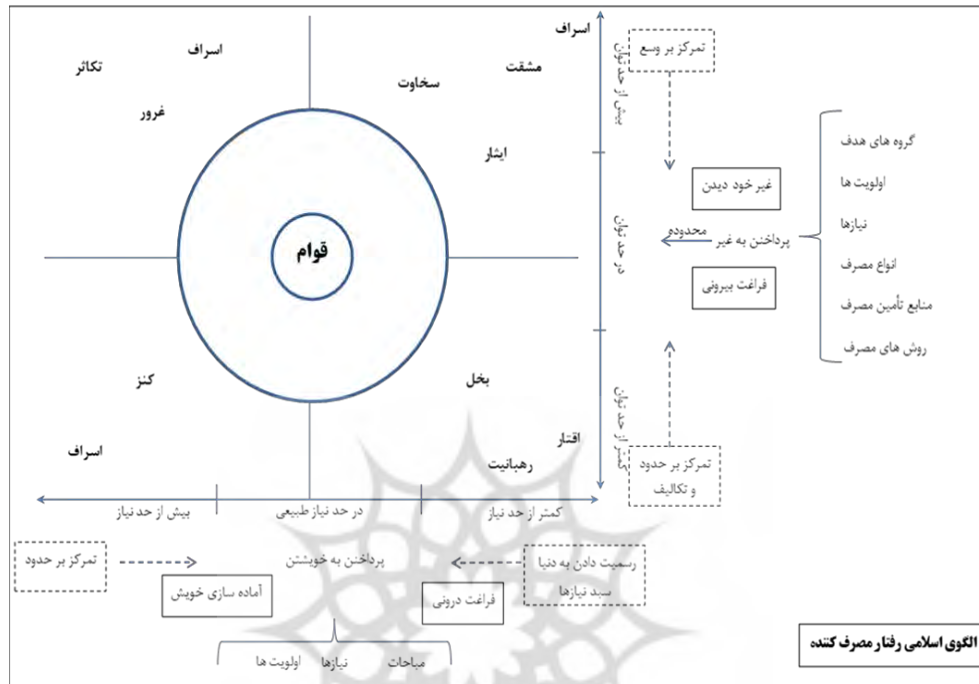 اسراف
تمرکز بر وسع
بیش از حد توان
مشقت
سخاوت
اسراف
تکاثر
غرور
ایثار
گروه های هدف
اولویت ها
نیازها
انواع مصرف
منابع تأمین مصرف
روش های مصرف
غیر خود دیدن
پرداختن به غیر
محدوده
فراغت بیرونی
در حد توان
قوام
کنز
بخل
اسراف
اقتار
رهبانیت
کمتر از حد توان
تمرکز بر حدود
و تکالیف
کمتر از حد نیاز
در حد نیاز طبیعی
بیش از حد نیاز
رسمیت دادن به دنیا
سبد نیازها
پرداختن به خویشتن
تمرکز بر حدود
فراغت درونی
آماده سازی خویش
مباحات
نیازها
اولویت ها
الگوی اسلامی رفتار مصرف کننده